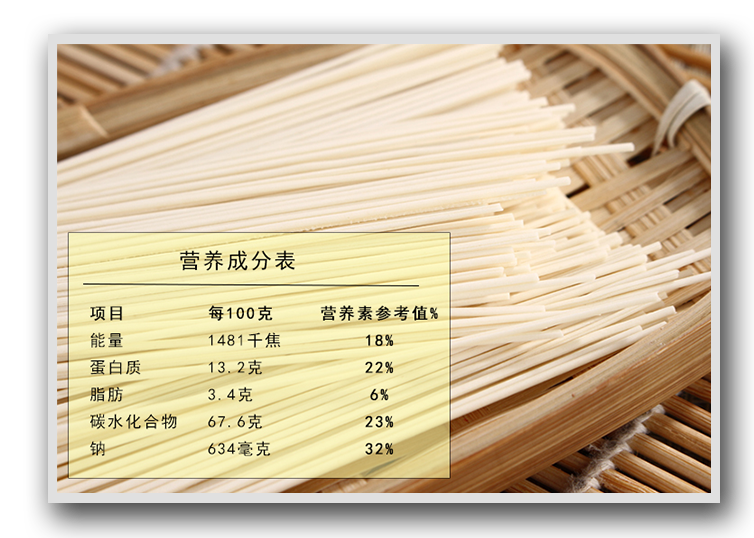 营养成分表
项目 每100克 营养素参考值%
能量 1481千焦 18%
蛋白质 13.2克 22%
脂肪 3.4克 6%
碳水化合物 67.6克 23%
钠 634毫克 32%